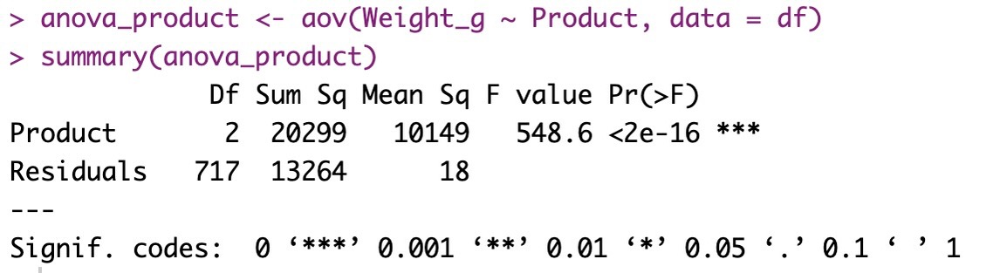 > anova_product <- aov(Weight_g ~ Product, data = df)
> summary(anova_product)
             Df Sum Sq Mean Sq F value Pr(>F)
Product       2  20299   10149   548.6 <2e-16 ***
Residuals   717  13264      18
---
Signif. codes:  0 ‘***’ 0.001 ‘**’ 0.01 ‘*’ 0.05 ‘.’ 0.1 ‘ ’ 1